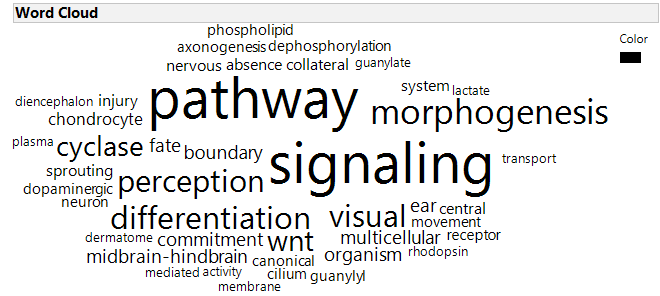 Word Cloud
Color
phospholipid
axonogenesis dephosphorylation
nervous absence collateral guanylate
system lactate
diencephalon injury pathway morphogenesis
chondrocyte
plasma cyclase fate boundary signaling transport
sprouting
dopaminergic perception
neuron
differentiation visual ear central
movement
dermatome commitment wnt multicellular receptor
midbrain-hindbrain canonical organism rhodopsin
mediated activity cilium guanylyl
membrane